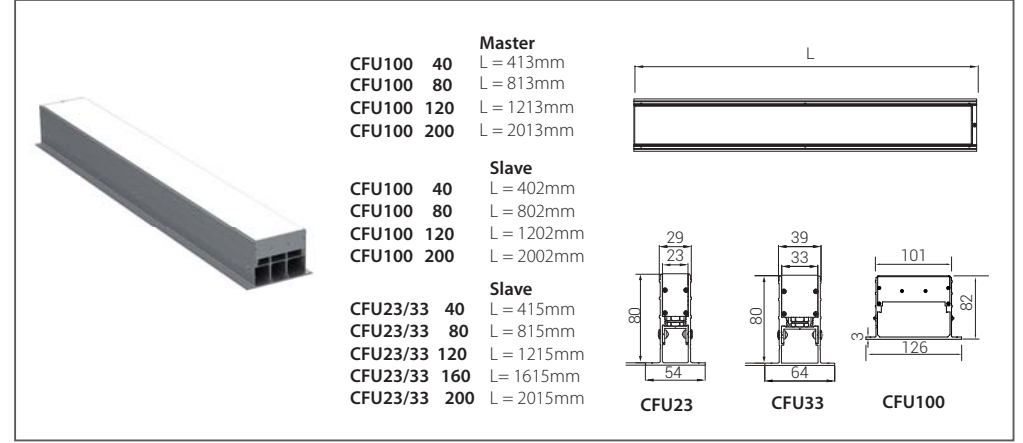 Master
CFU100 40 L = 413mm
CFU100 80 L = 813mm
CFU100 120 L = 1213mm
CFU100 200 L = 2013mm
Slave
CFU100 40 L = 402mm
CFU100 80 L = 802mm
CFU100 120 L = 1202mm
CFU100 200 L = 2002mm
Slave
CFU23/33 40 L = 415mm
CFU23/33 80 L = 815mm
CFU23/33 120 L = 1215mm
CFU23/33 160 L= 1615mm
CFU23/33 200 L = 2015mm
L
29
23
80
54
CFU23
39
33
80
64
CFU33
101
82
3
126
CFU100